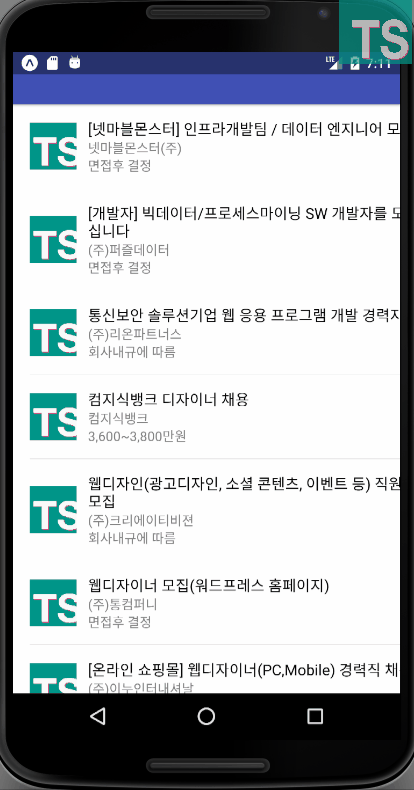 TS
LTE 7:11
TS
[넷마블몬스터] 인프라개발팀 / 데이터 엔지니어 모
넷마블몬스터(주)
면접후 결정
TS
[개발자] 빅데이터/프로세스마이닝 SW 개발자를 모
십니다
(주)퍼즐데이터
면접후 결정
TS
통신보안 솔루션기업 웹 응용 프로그램 개발 경력자
(주)리온파트너스
회사내규에 따름
TS
컴지식뱅크 디자이너 채용
컴지식뱅크
3,600~3,800만원
TS
웹디자인(광고디자인, 소셜 콘텐츠, 이벤트 등) 직원
모집
(주)크리에이티비젼
회사내규에 따름
TS
웹디자이너 모집(워드프레스 홈페이지)
(주)통컴퍼니
면접후 결정
TS
[온라인 쇼핑몰] 웹디자이너(PC,Mobile) 경력직 채
(주)이누인터내셔날